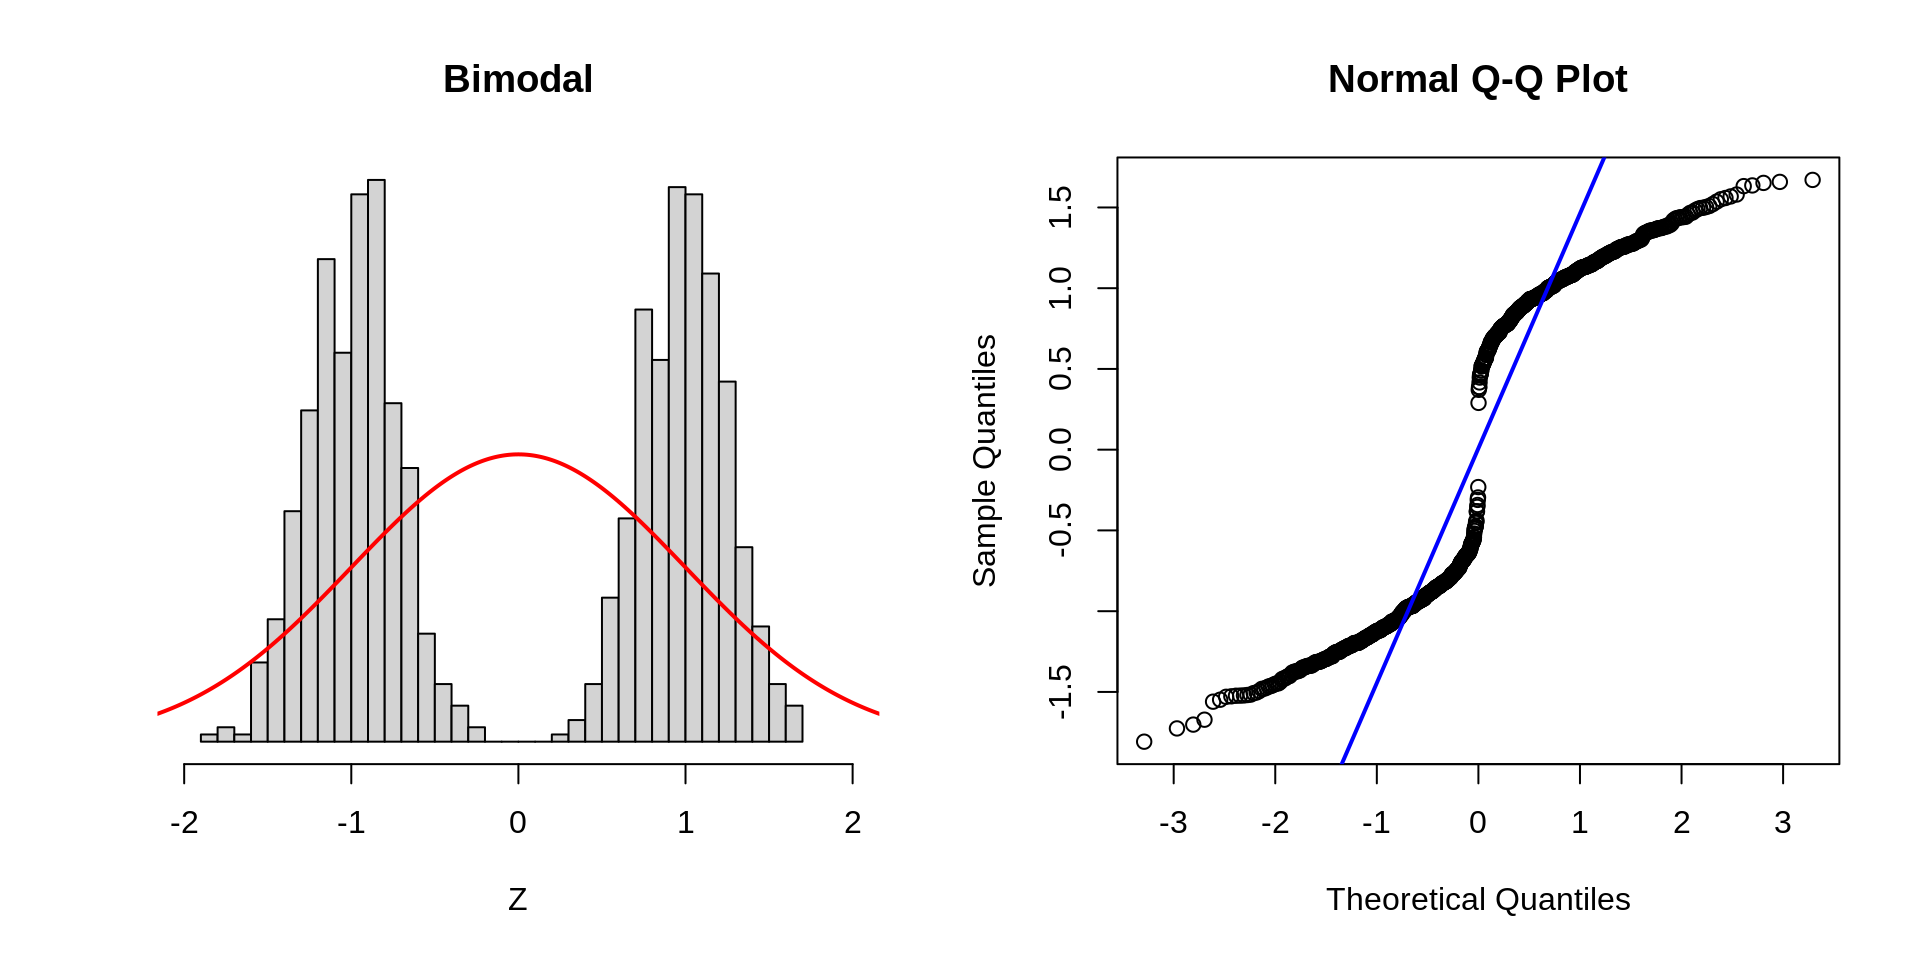 Bimodal
-2 -1 0 1 2
Z
Normal Q-Q Plot
Sample Quantiles
-1.5 -0.5 0.0 0.5 1.0 1.5
-3 -2 -1 0 1 2 3
Theoretical Quantiles